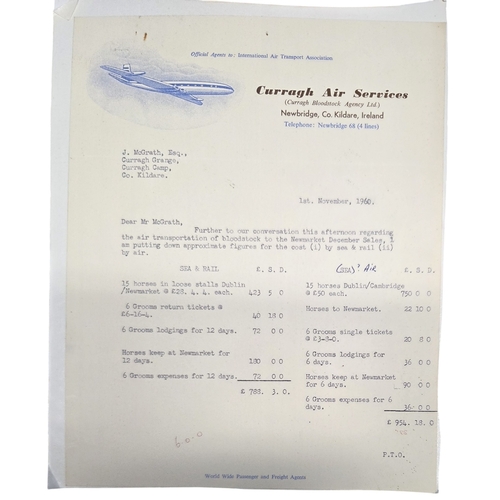 Official Agents to: International Air Transport Association
Curragh Air Services
(Curragh Bloodstock Agency Ltd.)
Newbridge, Co. Kildare, Ireland
Telephone: Newbridge 68 (4 lines)
J. McGrath, Esq.,
Curragh Grange,
Curragh Camp,
Co. Kildare.
1st. November, 1960.
Dear Mr McGrath,
Further to our conversation this afternoon regarding
the air transportation of bloodstock to the Newmarket December Sales, I
am putting down approximate figures for the cost (i) by sea & rail (ii)
by air.
SEA & RAIL £. S. D.
15 horses in loose stalls Dublin
/Newmarket @ £28. 4. 4. each. 423 5 0
6 Grooms return tickets @
£6-16-4. 40 18 0
6 Grooms lodgings for 12 days. 72 0 0
Horses keep at Newmarket for
12 days. 180 0 0
6 Grooms expenses for 12 days. 72 0 0
£ 788. 3. 0.
AIR £. S. D.
15 horses Dublin/Cambridge
@ £50 each. 750 0 0
Horses to Newmarket. 22 10 0
6 Grooms single tickets
@ £3-8-0. 20 8 0
6 Grooms lodgings for
6 days. 36 0 0
Horses keep at Newmarket
for 6 days. 90 0 0
6 Grooms expenses for 6
days. 36 0 0
£ 954. 18. 0
6.0.0
P.T.O.
World Wide Passenger and Freight Agents